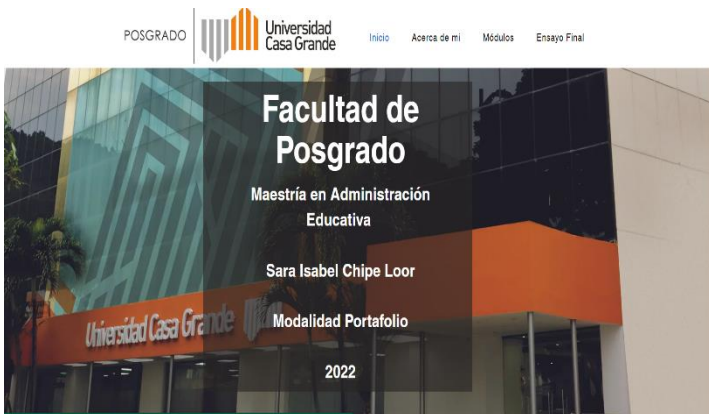 POSGRADO
Universidad
Casa Grande
Inicio
Acerca de mi
Módulos
Ensayo Final
Facultad de
Posgrado
Maestría en Administración
Educativa
Sara Isabel Chipe Loor
Modalidad Portafolio
2022
Universidad Casa Grande